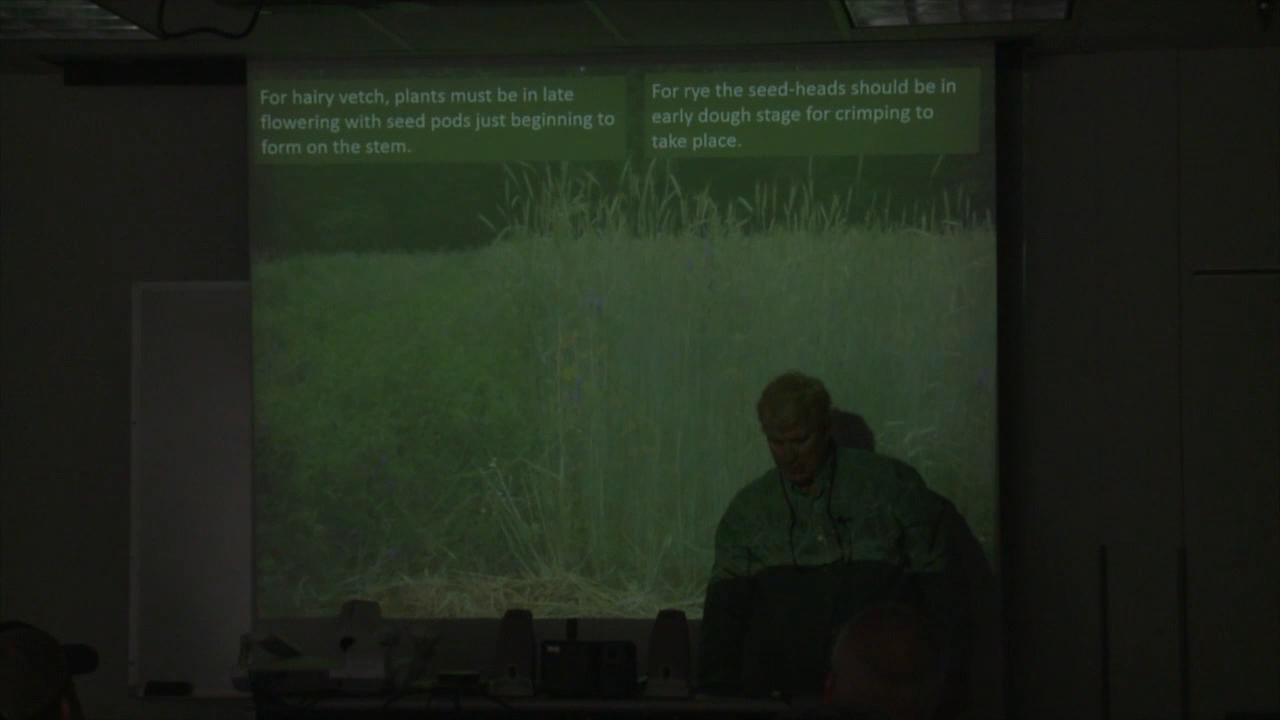 For hairy vetch, plants must be in late
flowering with seed pods just beginning to
form on the stem.
For rye the seed-heads should be in
early dough stage for crimping to
take place.